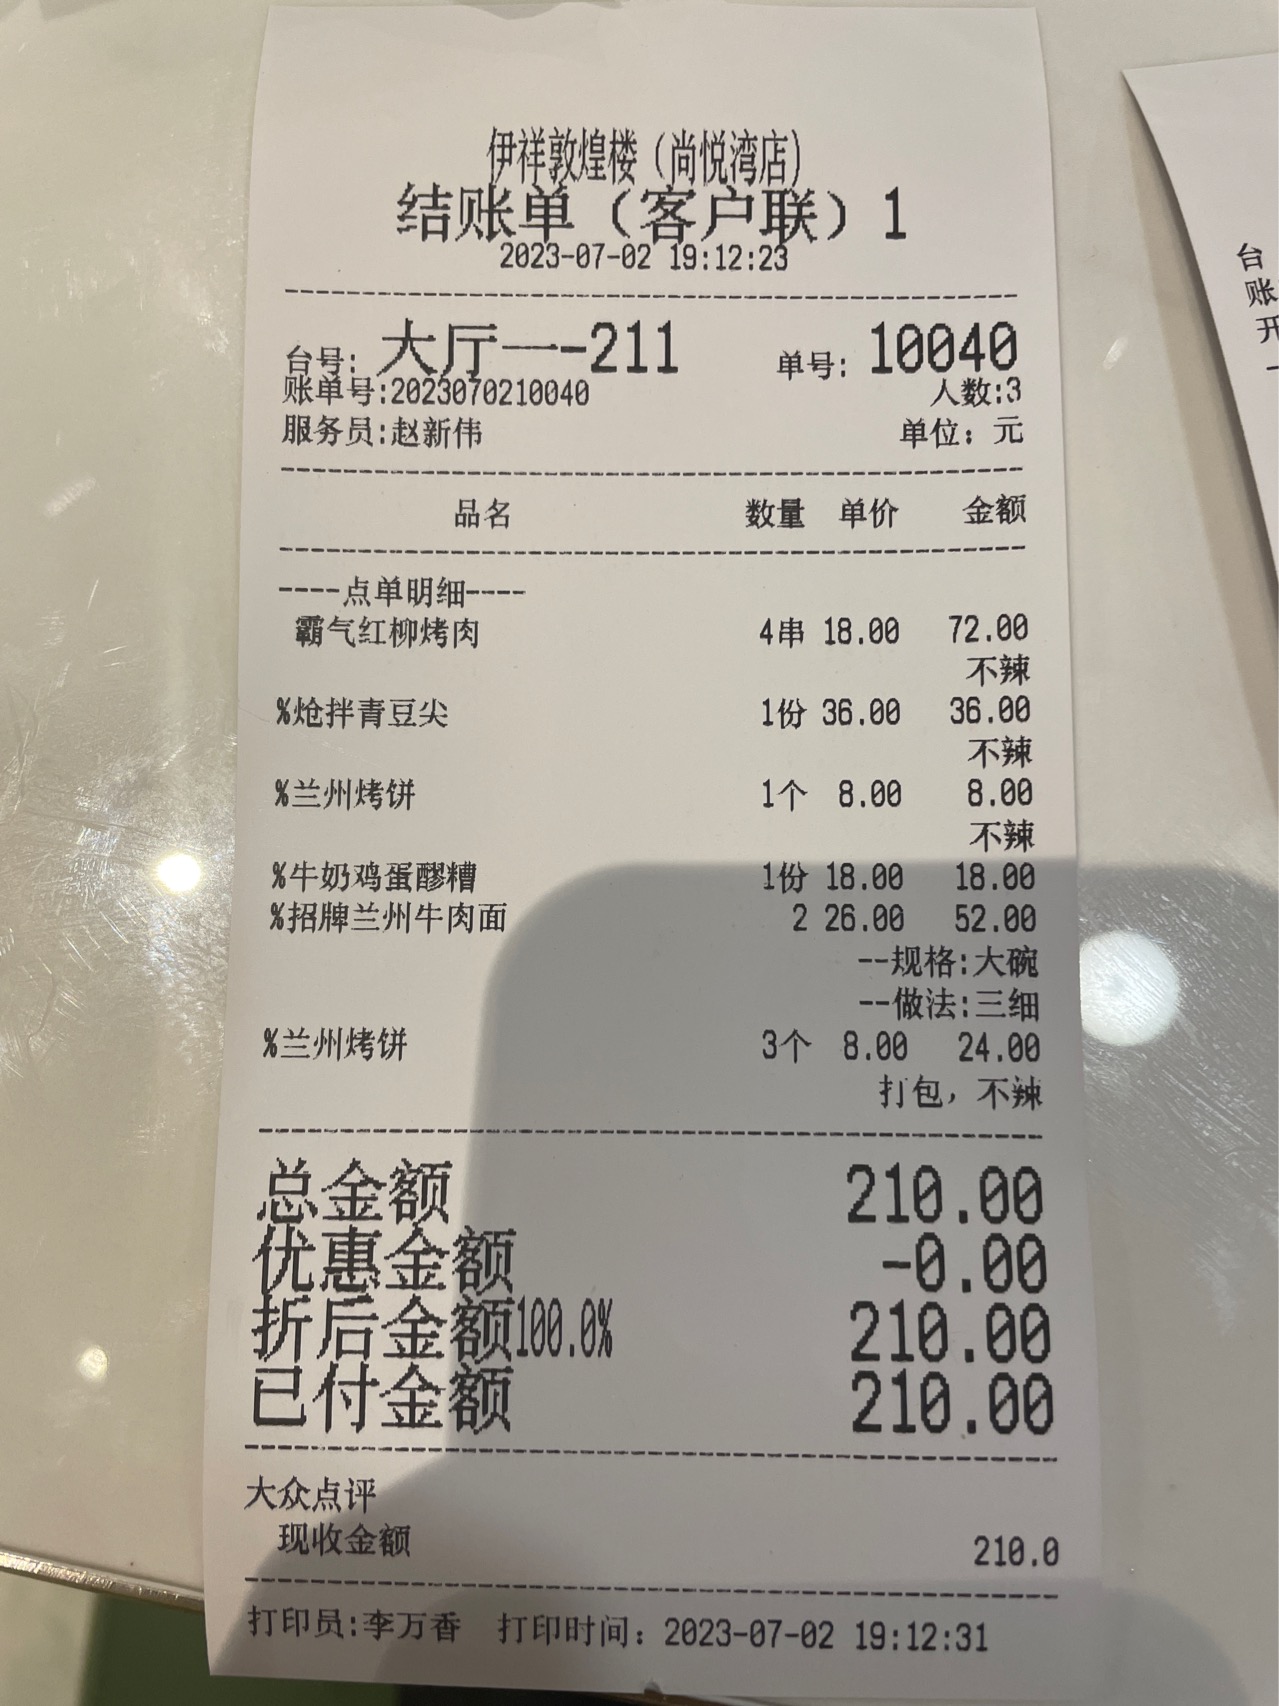 伊祥敦煌楼（尚悦湾店）
结账单（客户联）1
2023-07-02 19:12:23
台号: 大厅一-211 单号: 10040
账单号:2023070210040 人数:3
服务员:赵新伟 单位: 元
品名 数量 单价 金额
----点单明细----
霸气红柳烤肉 4串 18.00 72.00
不辣
%炝拌青豆尖 1份 36.00 36.00
不辣
%兰州烤饼 1个 8.00 8.00
不辣
%牛奶鸡蛋醪糟 1份 18.00 18.00
%招牌兰州牛肉面 2 26.00 52.00
--规格:大碗
--做法:三细
%兰州烤饼 3个 8.00 24.00
打包，不辣
总金额 210.00
优惠金额 -0.00
折后金额100.0% 210.00
已付金额 210.00
大众点评
现收金额 210.0
打印员:李万香 打印时间: 2023-07-02 19:12:31
台
账
开